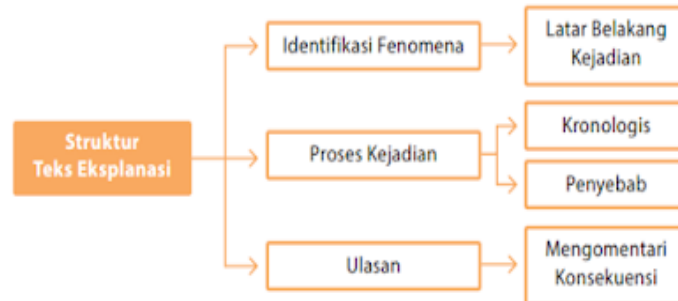 Struktur
Teks Eksplanasi
Identifikasi Fenomena
Latar Belakang
Kejadian
Proses Kejadian
Kronologis
Penyebab
Ulasan
Mengomentari
Konsekuensi